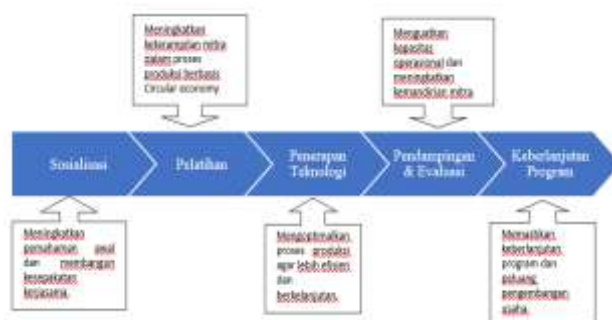 Meningkatkan
keterampilan mitra
dalam proses
produksi berbasis
Circular economy
Menguatkan
kapasitas
operasional dan
meningkatkan
kemandirian mitra
Sosialisasi
Pelatihan
Penerapan
Teknologi
Pendampingan
& Evaluasi
Keberlanjutan
Program
Meningkatkan
pemahaman awal
dan membangun
kesepakatan
kerjasama.
Mengoptimalkan
proses produksi
agar lebih efisien
dan
berkelanjutan.
Memastikan
keberlanjutan
program dan
peluang
pengembangan
usaha.